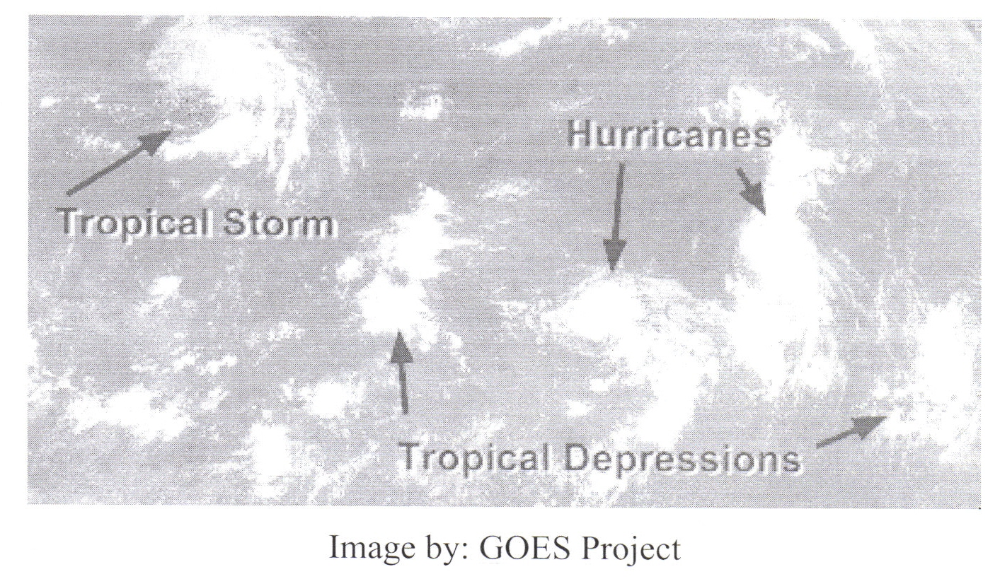 Hurricanes
Tropical Storm
Tropical Depressions
Image by: GOES Project